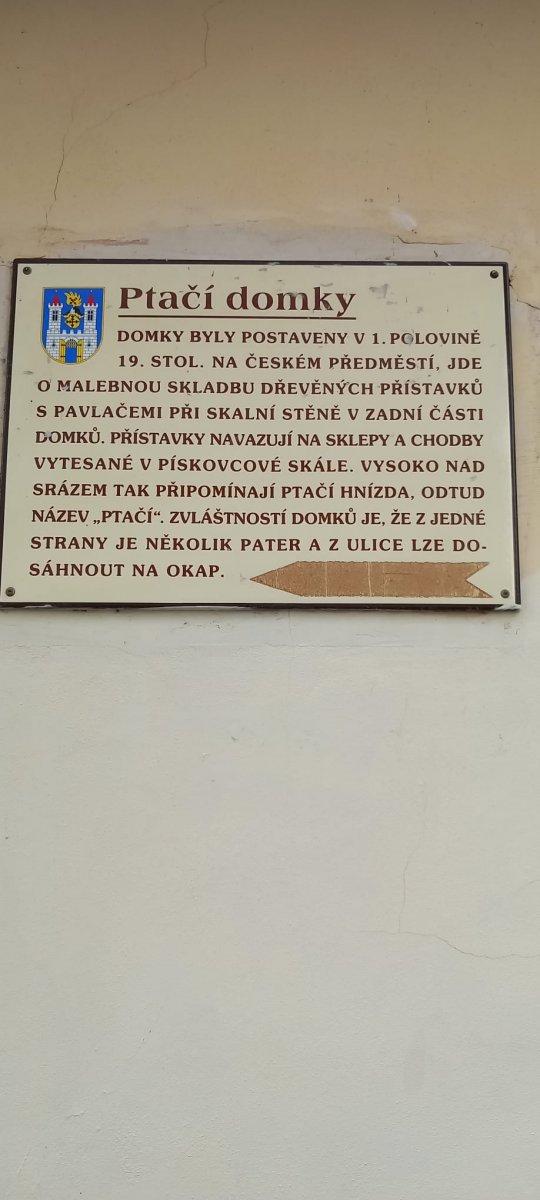 Ptačí domky
DOMKY BYLY POSTAVENY V 1. POLOVINĚ
19. STOL. NA ČESKÉM PŘEDMĚSTÍ, JDE
O MALEBNOU SKLADBU DŘEVĚNÝCH PŘÍSTAVKŮ
S PAVLAČEMI PŘI SKALNÍ STĚNĚ V ZADNÍ ČÁSTI
DOMKŮ. PŘÍSTAVKY NAVAZUJÍ NA SKLEPY A CHODBY
VYTESANÉ V PÍSKOVCOVÉ SKÁLE. VYSOKO NAD
SRÁZEM TAK PŘIPOMÍNAJÍ PTAČÍ HNÍZDA, ODTUD
NÁZEV „PTAČÍ“. ZVLÁŠTNOSTÍ DOMKŮ JE, ŽE Z JEDNÉ
STRANY JE NĚKOLIK PATER A Z ULICE LZE DO-
SÁHNOUT NA OKAP.